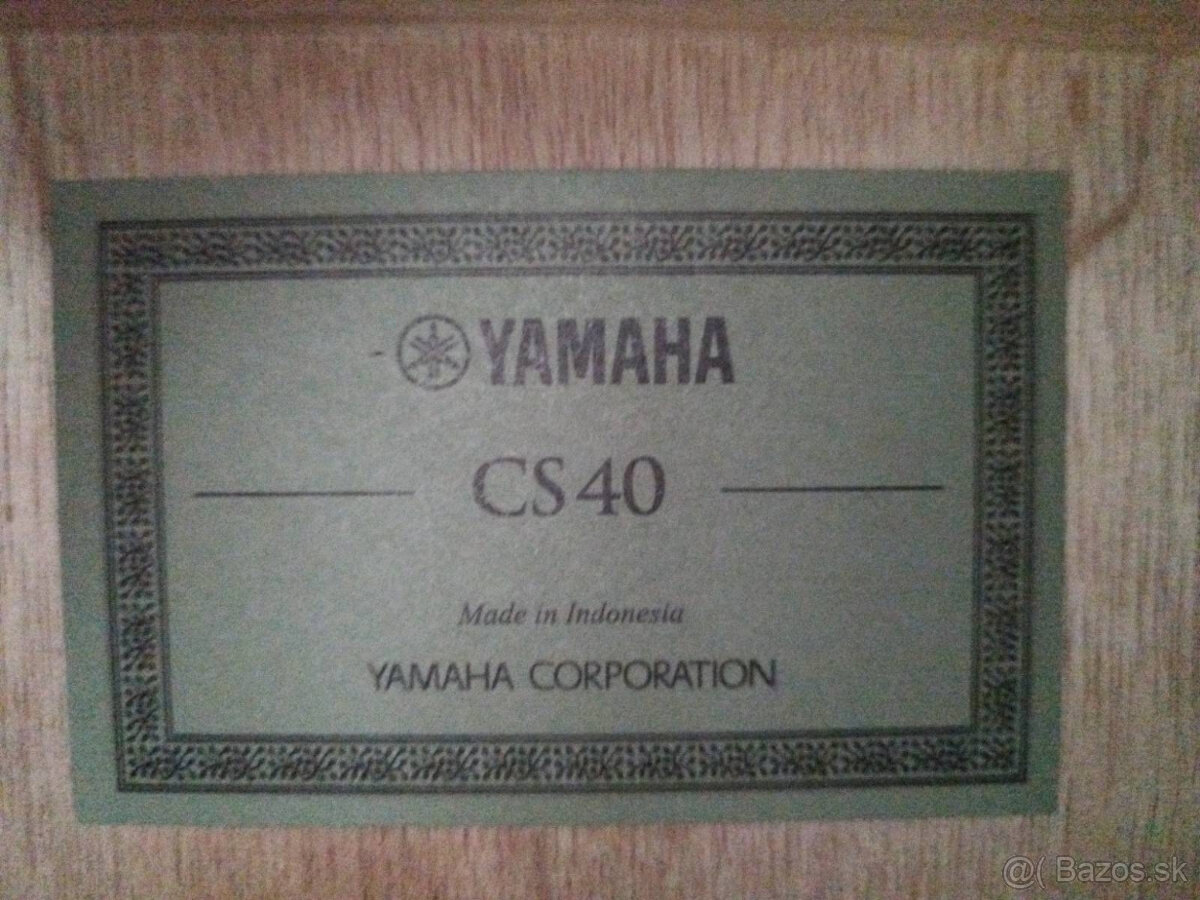 YAMAHA
CS40
Made in Indonesia
YAMAHA CORPORATION
@( Bazos.sk